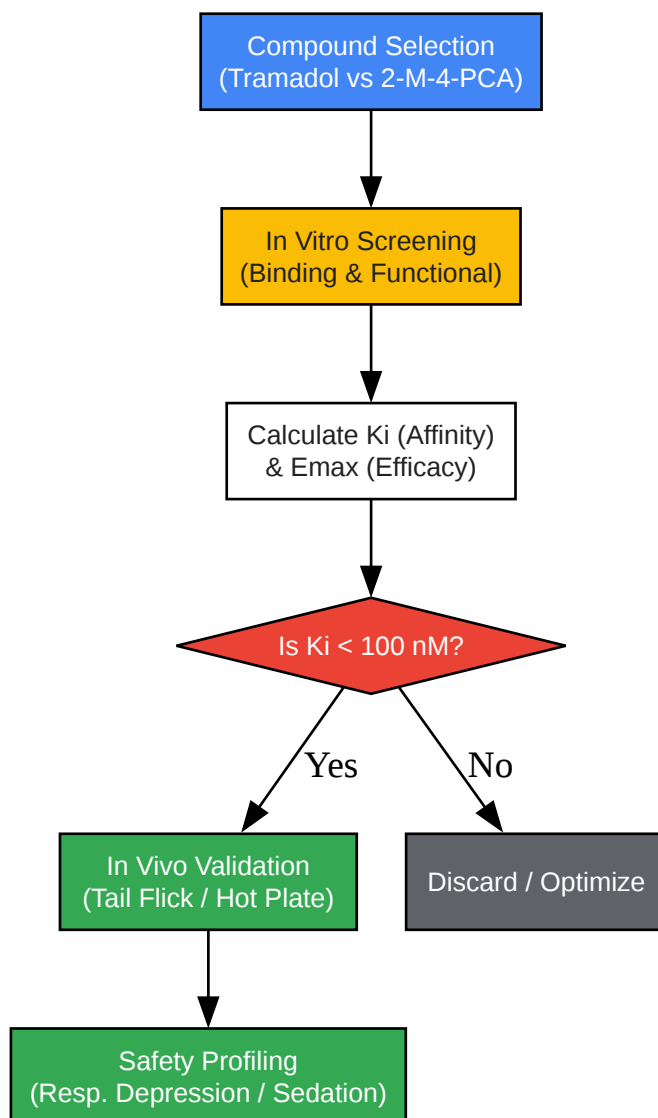 Compound Selection
(Tramadol vs 2-M-4-PCA)
In Vitro Screening
(Binding & Functional)
Calculate Ki (Affinity)
& Emax (Efficacy)
Is Ki < 100 nM?
Yes
No
In Vivo Validation
(Tail Flick / Hot Plate)
Discard / Optimize
Safety Profiling
(Resp. Depression / Sedation)